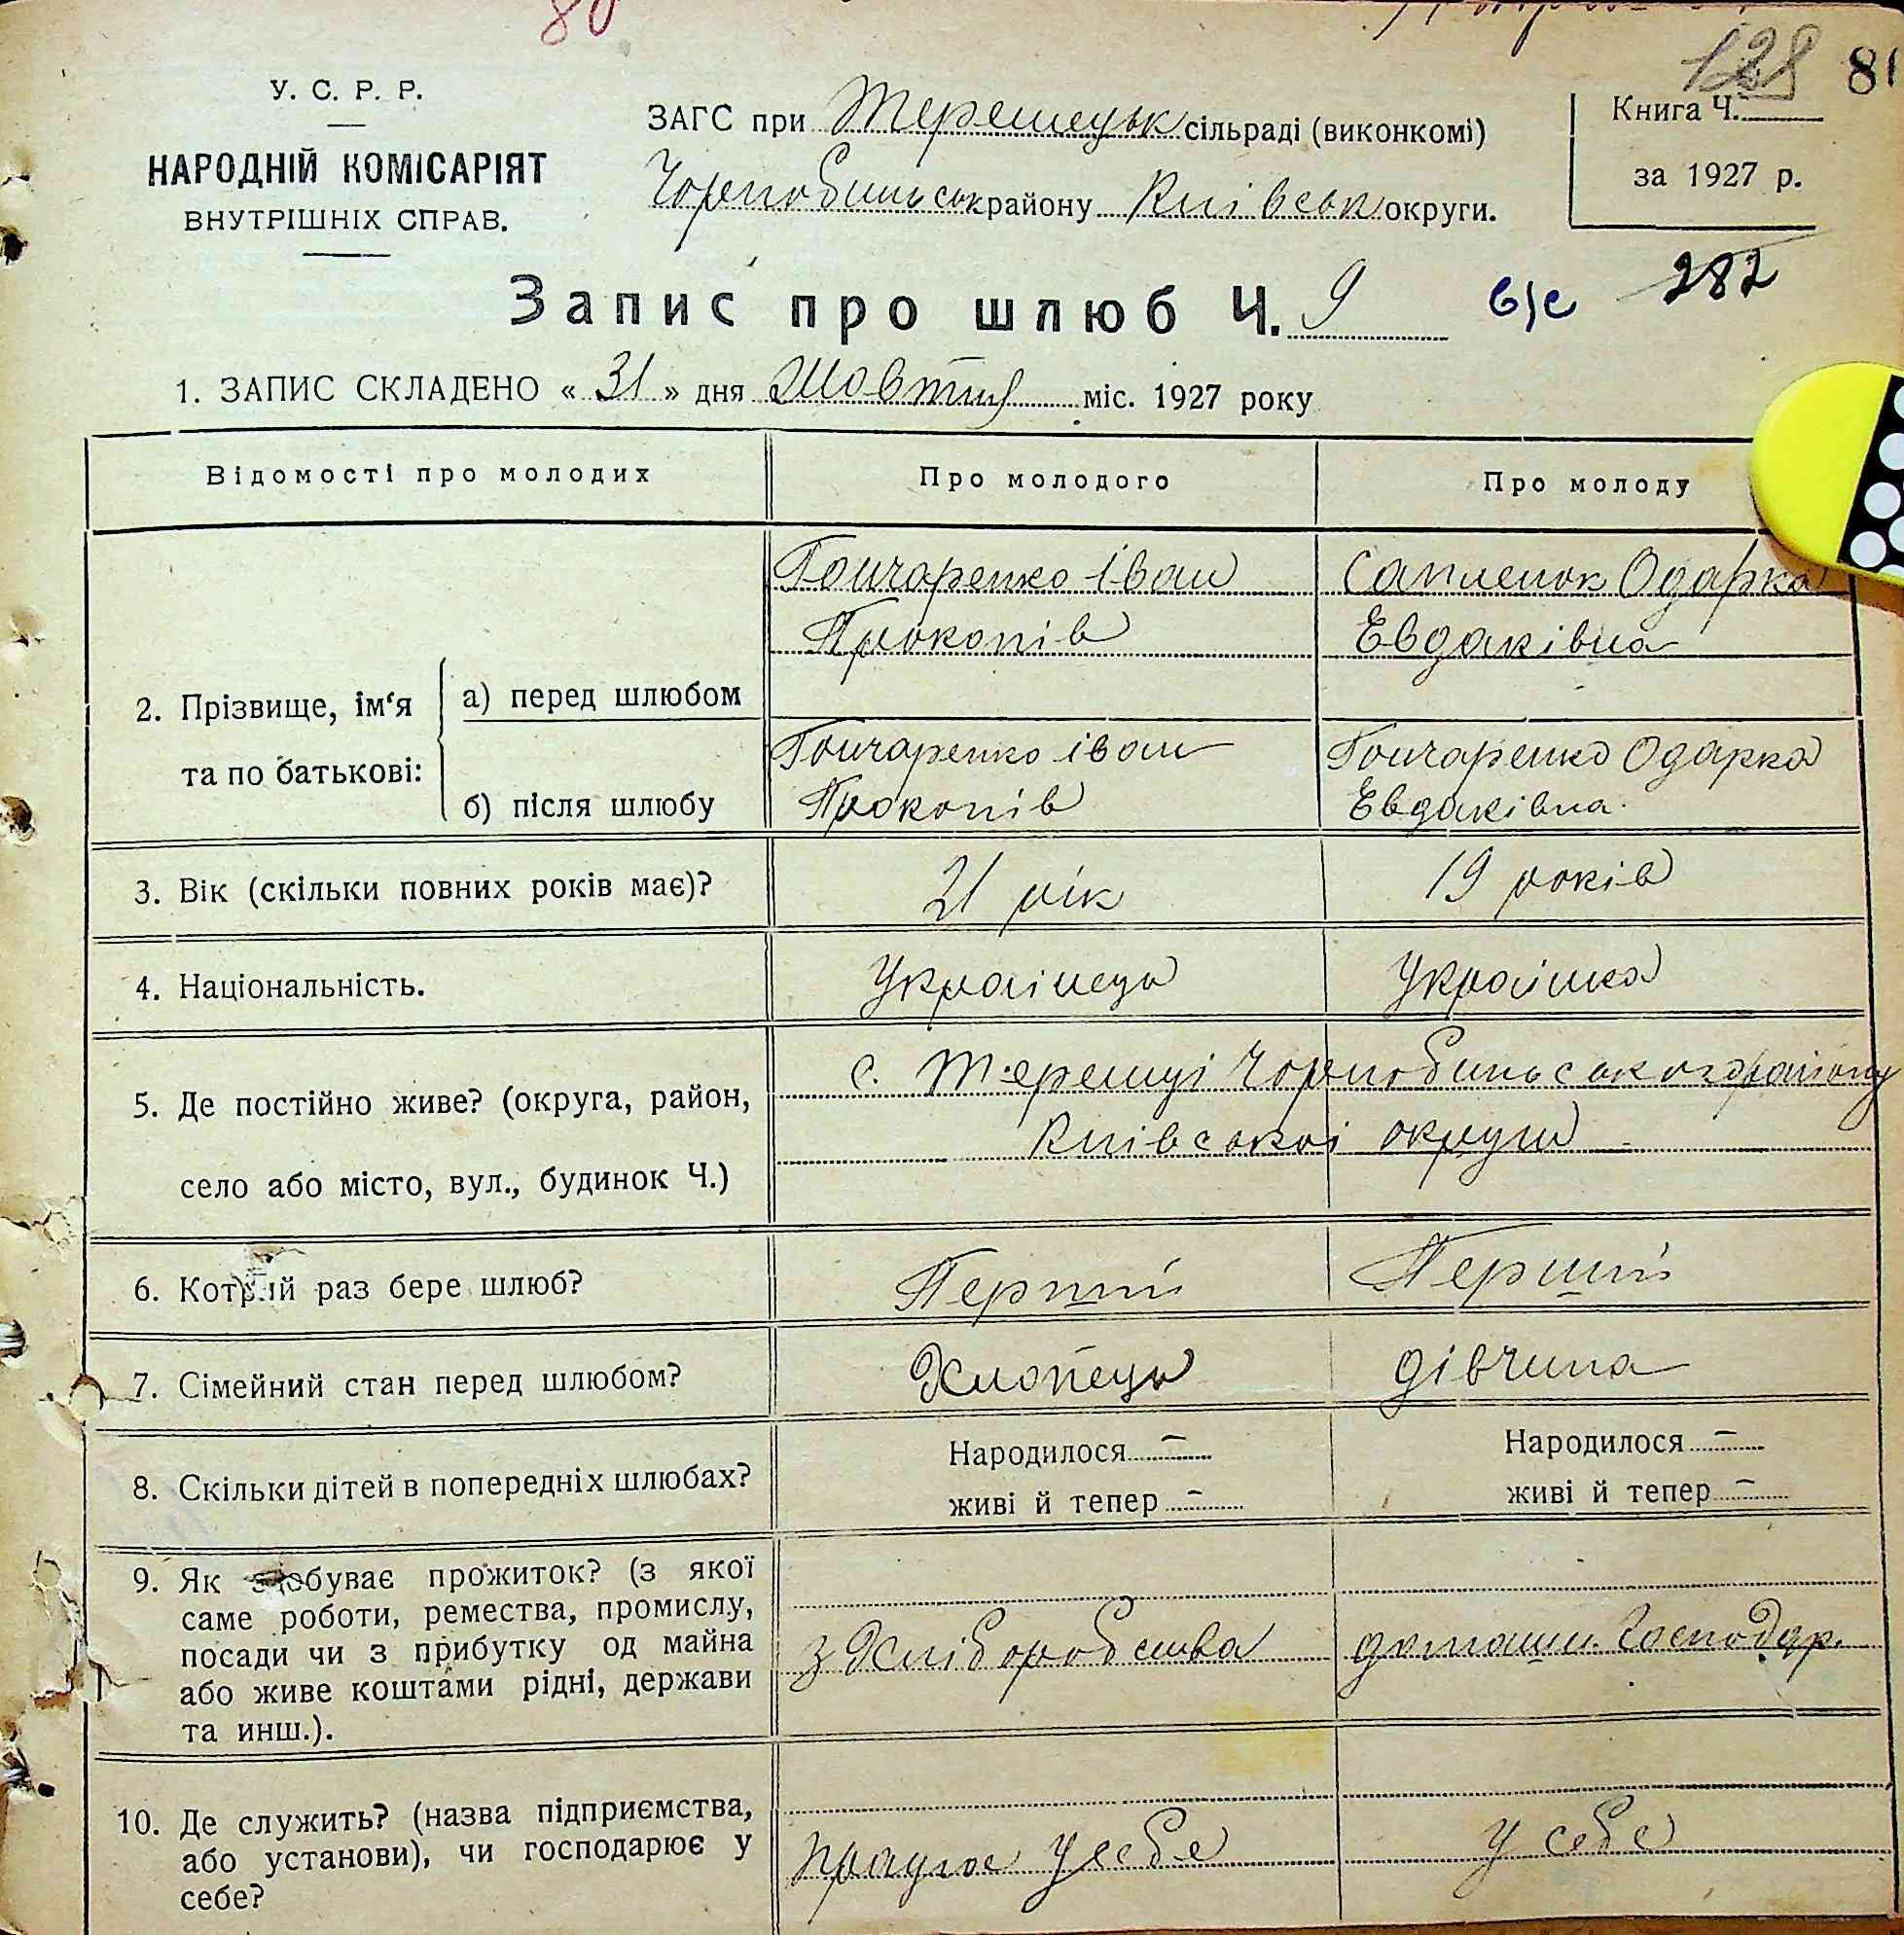 80
128 81
У. С. Р. Р.
НАРОДНІЙ КОМІСАРІЯТ
ВНУТРІШНІХ СПРАВ.
ЗАГС при Терешецьк сільраді (виконкомі)
Чорнобильськ району Київськ округи.
Книга Ч.
за 1927 р.
Запис про шлюб Ч. 9 в/с 282
1. ЗАПИС СКЛАДЕНО « 31 » дня Жовтня міс. 1927 року
Відомості про молодих Про молодого Про молоду
2. Прізвище, ім‘я та по батькові:
а) перед шлюбом
Гончаренко Іван
Прокопів
Одарка
Евдаківна
б) після шлюбу
Гончаренко Іван
Прокопів
Гончаренко Одарка
Евдаківна
3. Вік (скільки повних років має)? 21 рік 19 років
4. Національність. Українець Українка
5. Де постійно живе? (округа, район,
село або місто, вул., будинок Ч.)
с. Терешці Чорнобильського району
Київської округи
6. Котрий раз бере шлюб? Перший Перший
7. Сімейний стан перед шлюбом? Хлопець дівчина
8. Скільки дітей в попередніх шлюбах?
Народилося — Народилося —
живі й тепер — живі й тепер —
9. Як здобуває прожиток? (з якої
саме роботи, ремества, промислу,
посади чи з прибутку од майна
або живе коштами рідні, держави
та инш.).
з Хліборобства домашн. Господар.
10. Де служить? (назва підприємства,
або установи), чи господарює у
себе?
працює у себе у себе